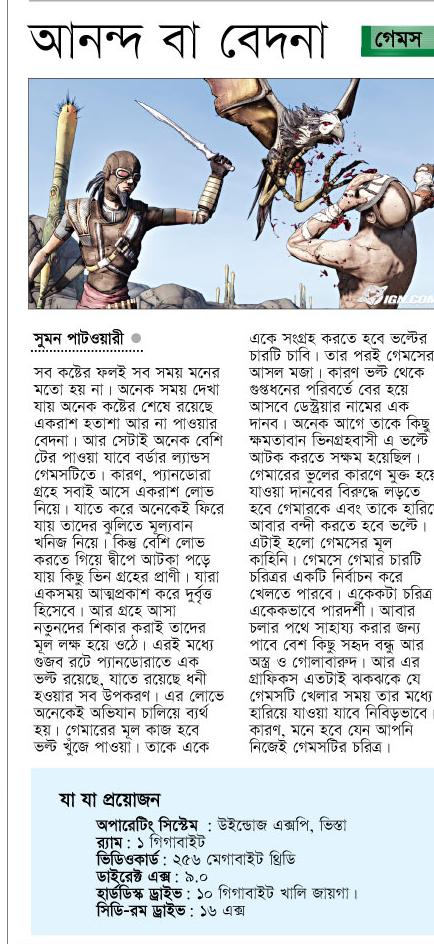 আনন্দ বা বেদনা
গেমস
IGN.COM
সুমন পাটওয়ারী
সব কষ্টের ফলই সব সময় মনের
মতো হয় না। অনেক সময় দেখা
যায় অনেক কষ্টের শেষে রয়েছে
একরাশ হতাশা আর না পাওয়ার
বেদনা। আর সেটাই অনেক বেশি
টের পাওয়া যাবে বর্ডার ল্যান্ডস
গেমসটিতে। কারণ, প্যানডোরা
গ্রহে সবাই আসে একরাশ লোভ
নিয়ে। যাতে করে অনেকেই ফিরে
যায় তাদের ঝুলিতে মূল্যবান
খনিজ নিয়ে। কিন্তু বেশি লোভ
করতে গিয়ে দ্বীপে আটকা পড়ে
যায় কিছু ভিন গ্রহের প্রাণী। যারা
একসময় আত্মপ্রকাশ করে দুর্বৃত্ত
হিসেবে। আর গ্রহে আসা
নতুনদের শিকার করাই তাদের
মূল লক্ষ হয়ে ওঠে। এরই মধ্যে
গুজব রটে প্যানডোরাতে এক
ভল্ট রয়েছে, যাতে রয়েছে ধনী
হওয়ার সব উপকরণ। এর লোভে
অনেকেই অভিযান চালিয়ে ব্যর্থ
হয়। গেমারের মূল কাজ হবে
ভল্ট খুঁজে পাওয়া। তাকে একে
একে সংগ্রহ করতে হবে ভল্টের
চারটি চাবি। তার পরই গেমসের
আসল মজা। কারণ ভল্ট থেকে
গুপ্তধনের পরিবর্তে বের হয়ে
আসবে ডেস্ট্রয়ার নামের এক
দানব। অনেক আগে তাকে কিছু
ক্ষমতাবান ভিনগ্রহবাসী এ ভল্টে
আটক করতে সক্ষম হয়েছিল।
গেমারের ভুলের কারণে মুক্ত হয়ে
যাওয়া দানবের বিরুদ্ধে লড়তে
হবে গেমারকে এবং তাকে হারিয়ে
আবার বন্দী করতে হবে ভল্টে।
এটাই হলো গেমসের মূল
কাহিনি। গেমসে গেমার চারটি
চরিত্রর একটি নির্বাচন করে
খেলতে পারবে। একেকটা চরিত্র
একেকভাবে পারদর্শী। আবার
চলার পথে সাহায্য করার জন্য
পাবে বেশ কিছু সহৃদ বন্ধু আর
অস্ত্র ও গোলাবারুদ। আর এর
গ্রাফিকস এতটাই ঝকঝকে যে
গেমসটি খেলার সময় তার মধ্যে
হারিয়ে যাওয়া যাবে নিবিড়ভাবে।
কারণ, মনে হবে যেন আপনি
নিজেই গেমসটির চরিত্র।
যা যা প্রয়োজন
অপারেটিং সিস্টেম : উইন্ডোজ এক্সপি, ভিস্তা
র‍্যাম : ১ গিগাবাইট
ভিডিওকার্ড : ২৫৬ মেগাবাইট থ্রিডি
ডাইরেক্ট এক্স : ৯.০
হার্ডডিস্ক ড্রাইভ : ১০ গিগাবাইট খালি জায়গা।
সিডি-রম ড্রাইভ : ১৬ এক্স